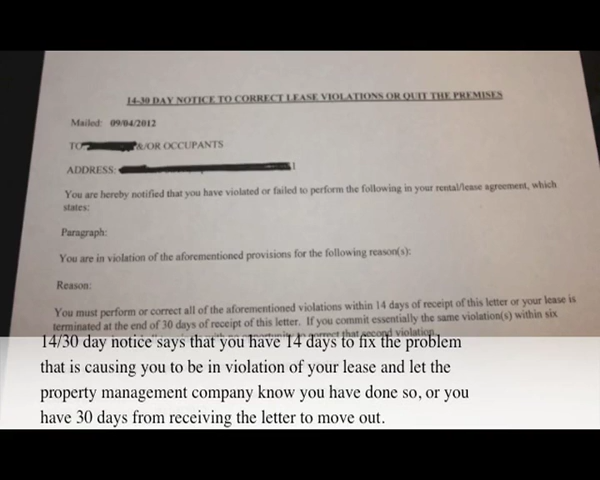 14-30 DAY NOTICE TO CORRECT LEASE VIOLATIONS OR QUIT THE PREMISES
Mailed: 09/04/2012
TO &/OR OCCUPANTS
ADDRESS:
You are hereby notified that you have violated or failed to perform the following in your rental/lease agreement, which
states:
Paragraph:
You are in violation of the aforementioned provisions for the following reason(s):
Reason:
You must perform or correct all of the aforementioned violations within 14 days of receipt of this letter or your lease is
terminated at the end of 30 days of receipt of this letter. If you commit essentially the same violation(s) within six
to correct that second violation.
14/30 day notice says that you have 14 days to fix the problem
that is causing you to be in violation of your lease and let the
property management company know you have done so, or you
have 30 days from receiving the letter to move out.